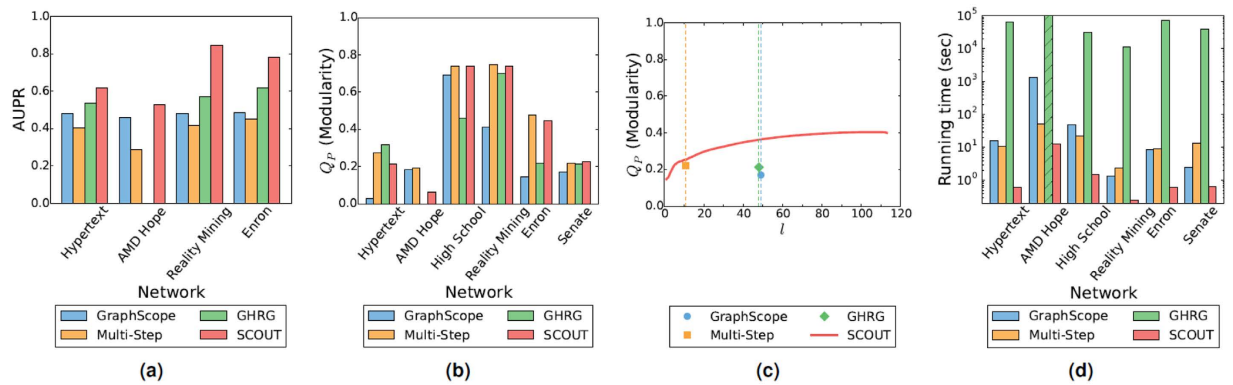 1.0
0.8
0.6
0.4
0.2
0.0
AUPR
Hypertext
AMD Hope
Reality Mining
Enron
Network
GraphScope
GHRG
Multi-Step
SCOUT
(a)
1.0
0.8
0.6
0.4
0.2
0.0
Q_P (Modularity)
Hypertext
AMD Hope
High School
Reality Mining
Enron
Senate
Network
GraphScope
GHRG
Multi-Step
SCOUT
(b)
1.0
0.8
0.6
0.4
0.2
0.0
Q_P (Modularity)
0 20 40 60 80 100 120
l
GraphScope
GHRG
Multi-Step
SCOUT
(c)
10^5
10^4
10^3
10^2
10^1
10^0
Running time (sec)
Hypertext
AMD Hope
High School
Reality Mining
Enron
Senate
Network
GraphScope
GHRG
Multi-Step
SCOUT
(d)